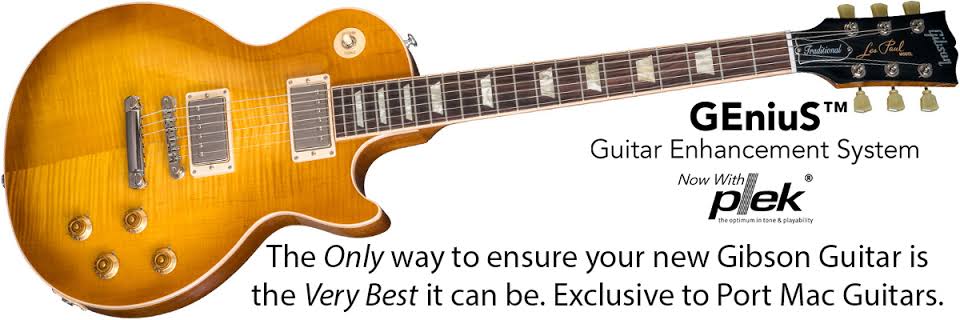 Traditional
Les Paul
MODEL
Gibson
GEniuS™
Guitar Enhancement System
Now With
plek®
the optimum in tone & playability
The Only way to ensure your new Gibson Guitar is
the Very Best it can be. Exclusive to Port Mac Guitars.